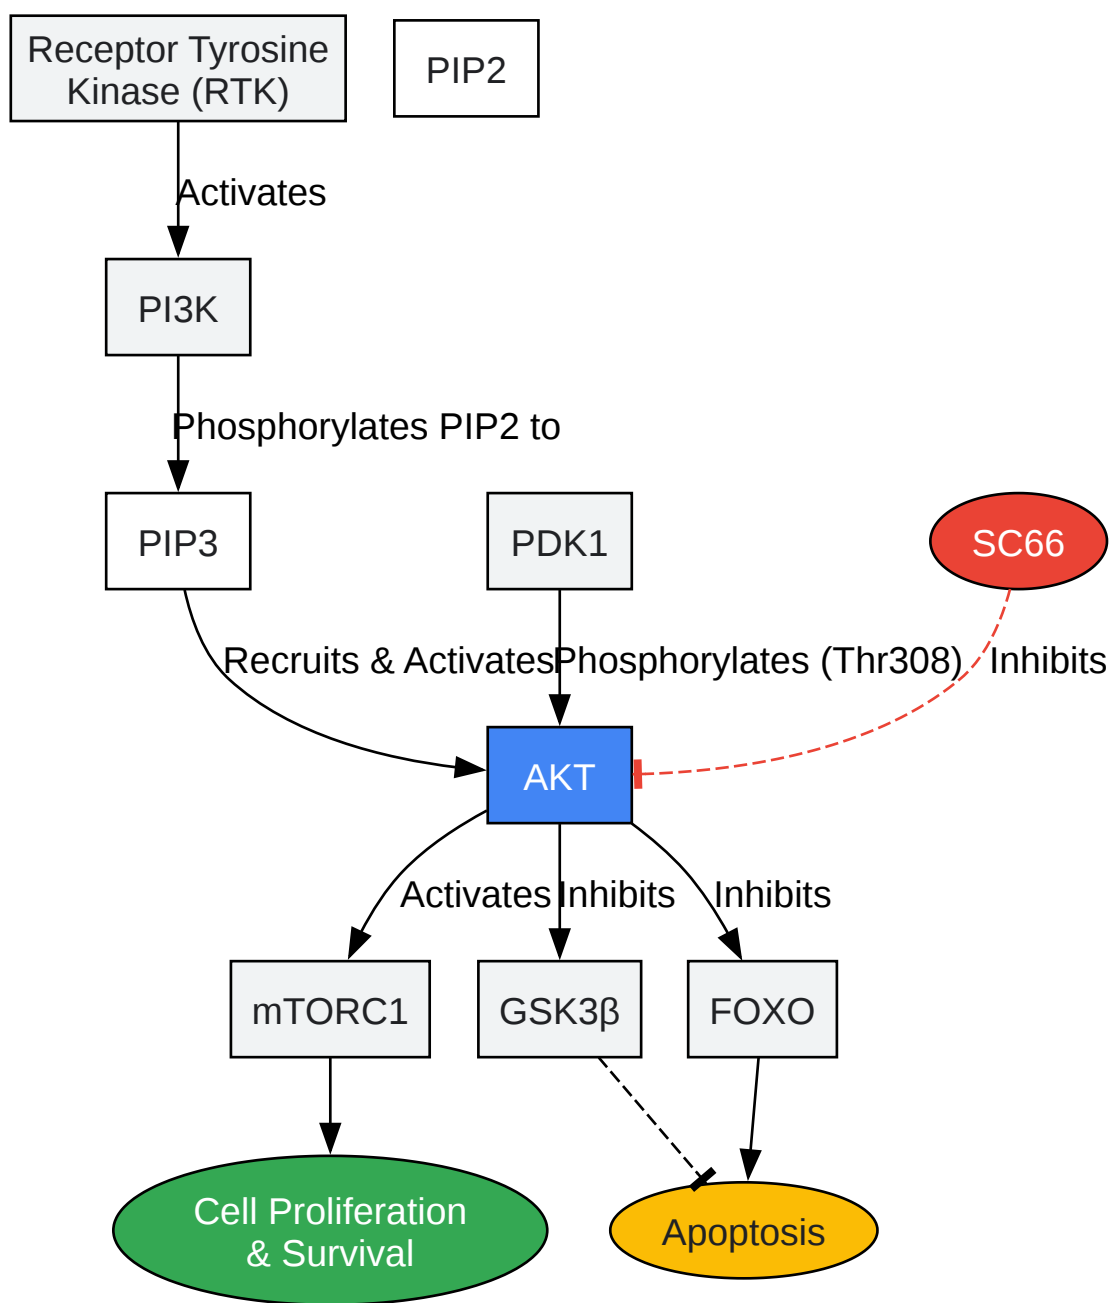 Receptor Tyrosine
Kinase (RTK)
PIP2
Activates
PI3K
Phosphorylates PIP2 to
PIP3
PDK1
SC66
Recruits & Activates
Phosphorylates (Thr308)
Inhibits
AKT
Activates
Inhibits
Inhibits
mTORC1
GSK3β
FOXO
Cell Proliferation
& Survival
Apoptosis